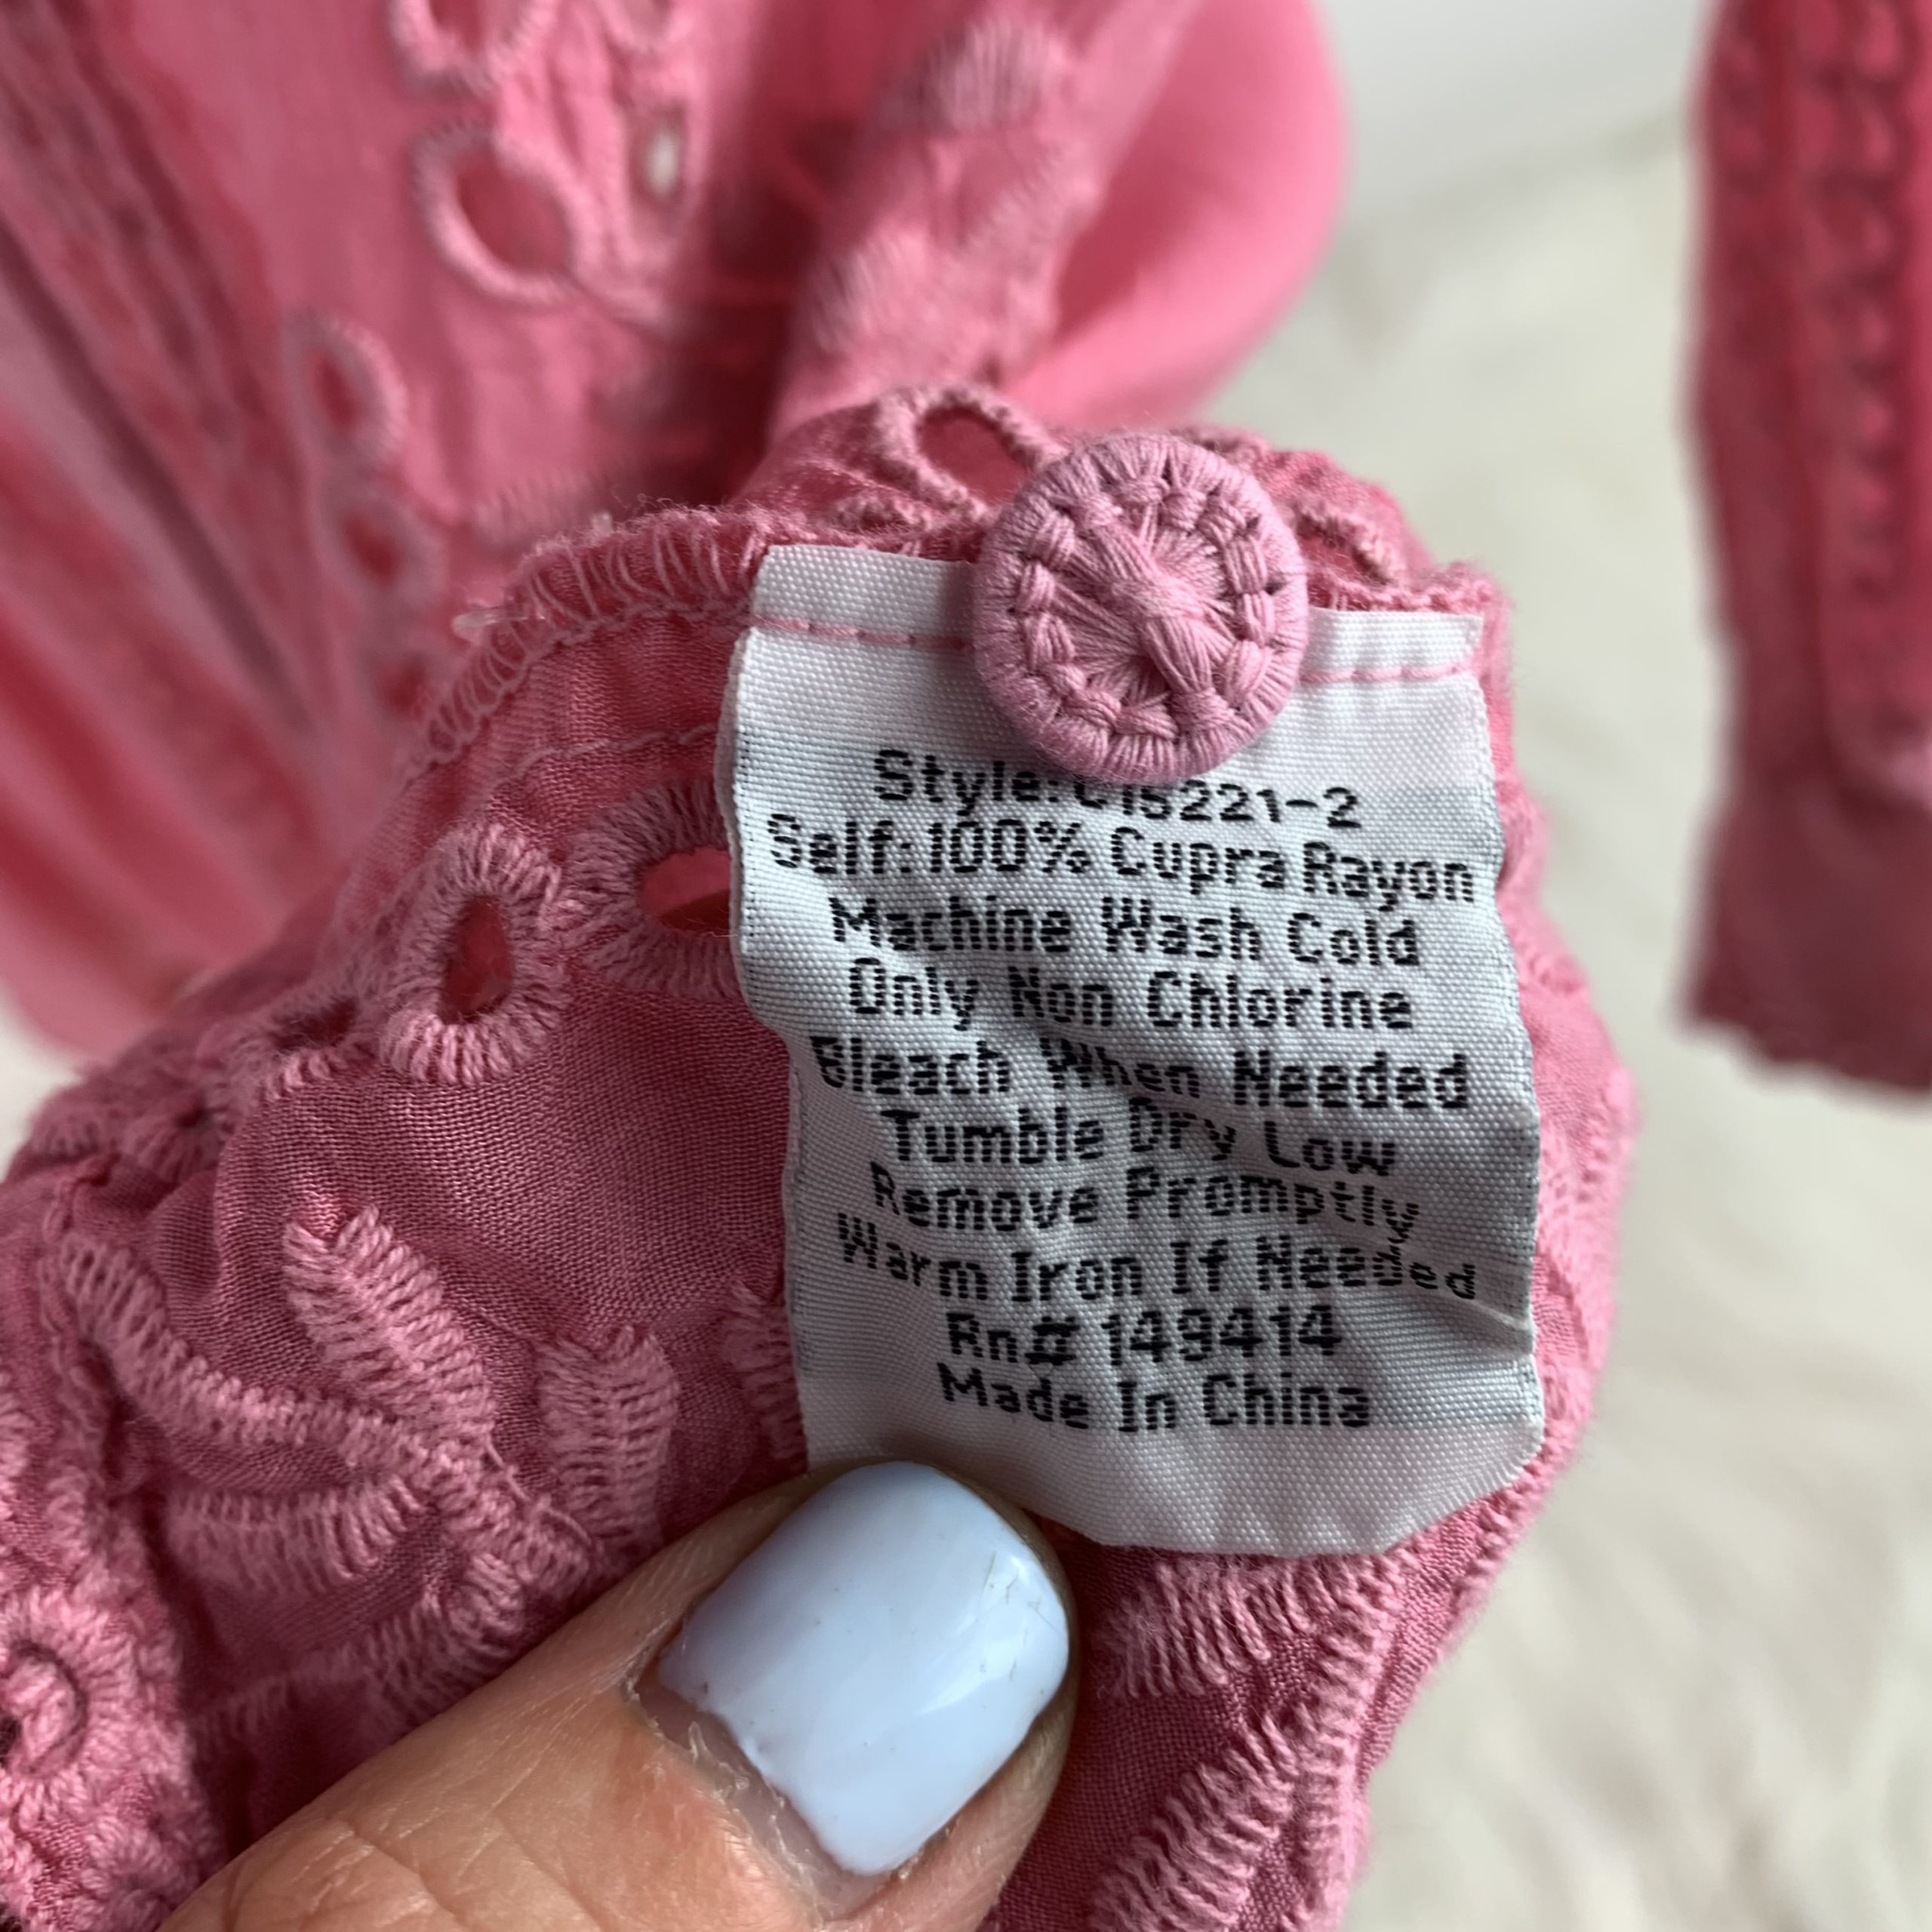 Style: C15221-2
Self: 100% Cupra Rayon
Machine Wash Cold
Only Non Chlorine
Bleach When Needed
Tumble Dry Low
Remove Promptly
Warm Iron If Needed
Rn# 149414
Made In China